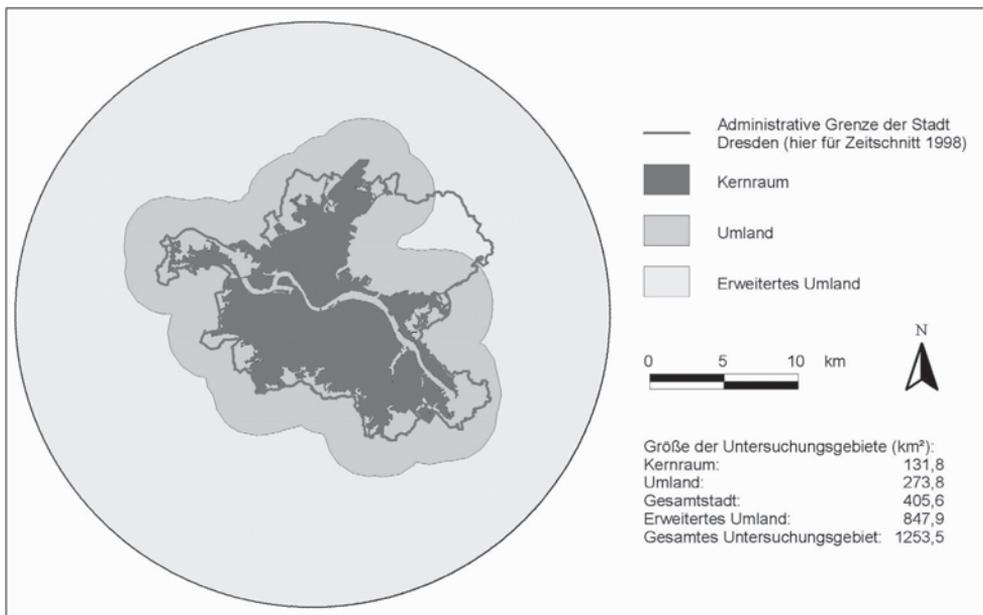 Administrative Grenze der Stadt
Dresden (hier für Zeitschnitt 1998)
Kernraum
Umland
Erweitertes Umland
N
0 5 10 km
Größe der Untersuchungsgebiete (km²):
Kernraum: 131,8
Umland: 273,8
Gesamtstadt: 405,6
Erweitertes Umland: 847,9
Gesamtes Untersuchungsgebiet: 1253,5